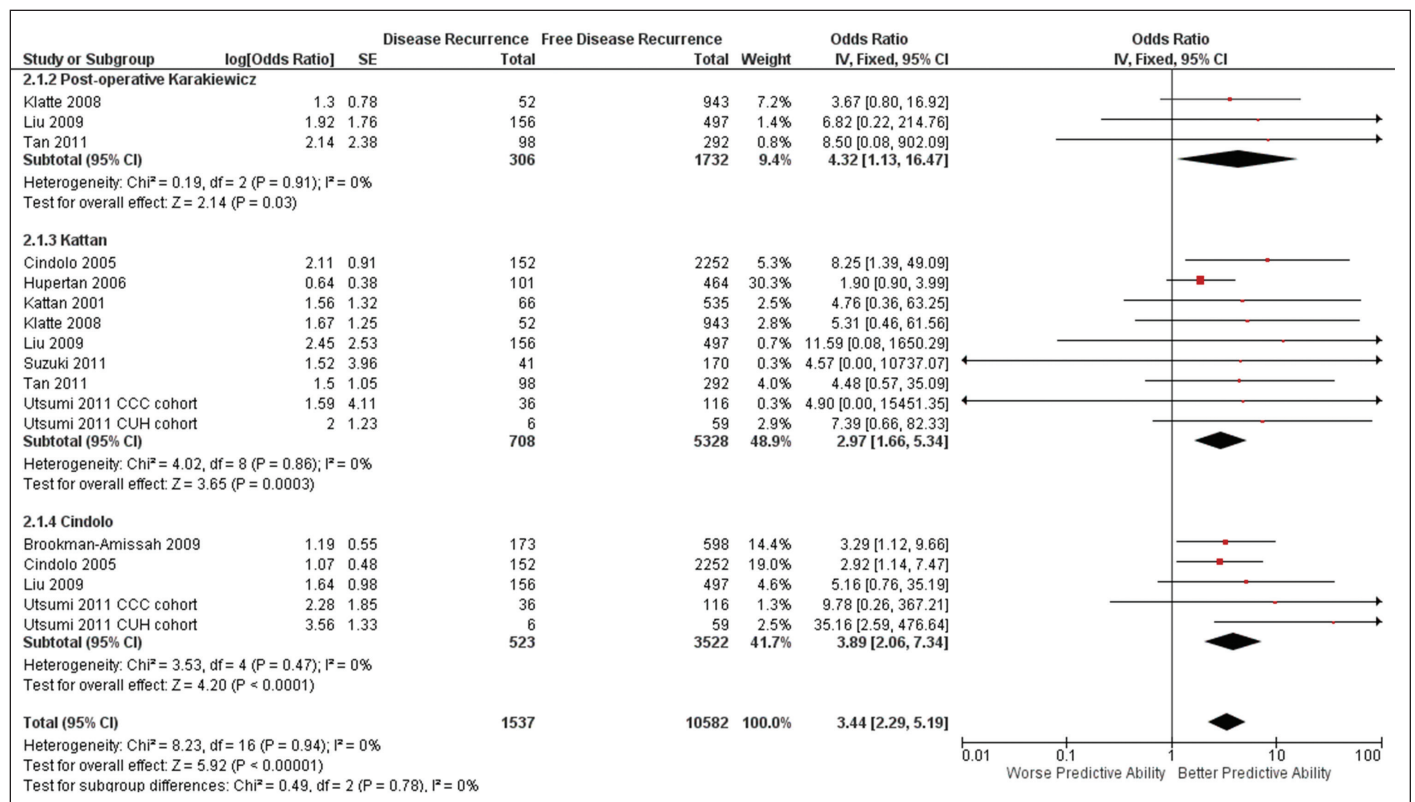 Disease Recurrence Free Disease Recurrence Odds Ratio Odds Ratio
Study or Subgroup log[Odds Ratio] SE Total Total Weight IV, Fixed, 95% CI IV, Fixed, 95% CI
2.1.2 Post-operative Karakiewicz
Klatte 2008 1.3 0.78 52 943 7.2% 3.67 [0.80, 16.92]
Liu 2009 1.92 1.76 156 497 1.4% 6.82 [0.22, 214.76]
Tan 2011 2.14 2.38 98 292 0.8% 8.50 [0.08, 902.09]
Subtotal (95% CI) 306 1732 9.4% 4.32 [1.13, 16.47]
Heterogeneity: Chi² = 0.19, df = 2 (P = 0.91); I² = 0%
Test for overall effect: Z = 2.14 (P = 0.03)
2.1.3 Kattan
Cindolo 2005 2.11 0.91 152 2252 5.3% 8.25 [1.39, 49.09]
Hupertan 2006 0.64 0.38 101 464 30.3% 1.90 [0.90, 3.99]
Kattan 2001 1.56 1.32 66 535 2.5% 4.76 [0.36, 63.25]
Klatte 2008 1.67 1.25 52 943 2.8% 5.31 [0.46, 61.56]
Liu 2009 2.45 2.53 156 497 0.7% 11.59 [0.08, 1650.29]
Suzuki 2011 1.52 3.96 41 170 0.3% 4.57 [0.00, 10737.07]
Tan 2011 1.5 1.05 98 292 4.0% 4.48 [0.57, 35.09]
Utsumi 2011 CCC cohort 1.59 4.11 36 116 0.3% 4.90 [0.00, 15451.35]
Utsumi 2011 CUH cohort 2 1.23 6 59 2.9% 7.39 [0.66, 82.33]
Subtotal (95% CI) 708 5328 48.9% 2.97 [1.66, 5.34]
Heterogeneity: Chi² = 4.02, df = 8 (P = 0.86); I² = 0%
Test for overall effect: Z = 3.65 (P = 0.0003)
2.1.4 Cindolo
Brookman-Amissah 2009 1.19 0.55 173 598 14.4% 3.29 [1.12, 9.66]
Cindolo 2005 1.07 0.48 152 2252 19.0% 2.92 [1.14, 7.47]
Liu 2009 1.64 0.98 156 497 4.6% 5.16 [0.76, 35.19]
Utsumi 2011 CCC cohort 2.28 1.85 36 116 1.3% 9.78 [0.26, 367.21]
Utsumi 2011 CUH cohort 3.56 1.33 6 59 2.5% 35.16 [2.59, 476.64]
Subtotal (95% CI) 523 3522 41.7% 3.89 [2.06, 7.34]
Heterogeneity: Chi² = 3.53, df = 4 (P = 0.47); I² = 0%
Test for overall effect: Z = 4.20 (P < 0.0001)
Total (95% CI) 1537 10582 100.0% 3.44 [2.29, 5.19]
Heterogeneity: Chi² = 8.23, df = 16 (P = 0.94); I² = 0%
Test for overall effect: Z = 5.92 (P < 0.00001)
Test for subgroup differences: Chi² = 0.49, df = 2 (P = 0.78), I² = 0%
0.01 0.1 1 10 100
Worse Predictive Ability Better Predictive Ability